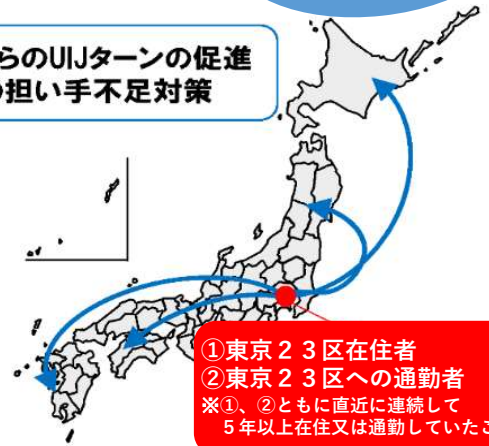 らのUIJターンの促進
担い手不足対策
①東京２３区在住者
②東京２３区への通勤者
※①、②ともに直近に連続して
５年以上在住又は通勤していたこ